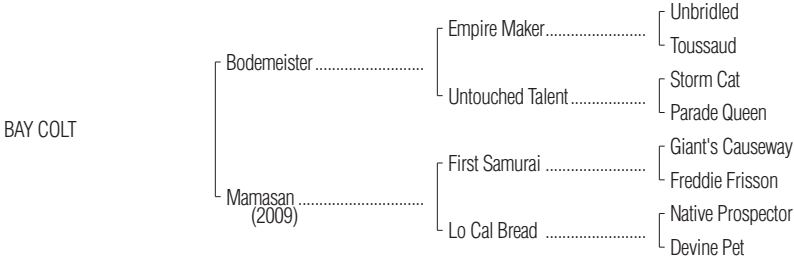 Unbridled
Empire Maker..........................
Toussaud
Bodemeister...........................
Storm Cat
Untouched Talent...................
Parade Queen
BAY COLT
Giant's Causeway
First Samurai .........................
Freddie Frisson
Mamasan ...............................
(2009)
Native Prospector
Lo Cal Bread .........................
Devine Pet